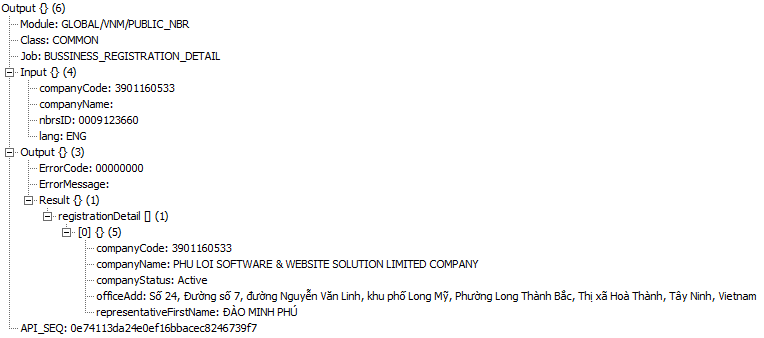 Output {} (6)
Module: GLOBAL/VNM/PUBLIC_NBR
Class: COMMON
Job: BUSSINESS_REGISTRATION_DETAIL
Input {} (4)
companyCode: 3901160533
companyName:
nbrsID: 0009123660
lang: ENG
Output {} (3)
ErrorCode: 00000000
ErrorMessage:
Result {} (1)
registrationDetail [] (1)
[0] {} (5)
companyCode: 3901160533
companyName: PHU LOI SOFTWARE & WEBSITE SOLUTION LIMITED COMPANY
companyStatus: Active
officeAdd: Số 24, Đường số 7, đường Nguyễn Văn Linh, khu phố Long Mỹ, Phường Long Thành Bắc, Thị xã Hoà Thành, Tây Ninh, Vietnam
representativeFirstName: ĐÀO MINH PHÚ
API_SEQ: 0e74113da24e0ef16bbacec8246739f7